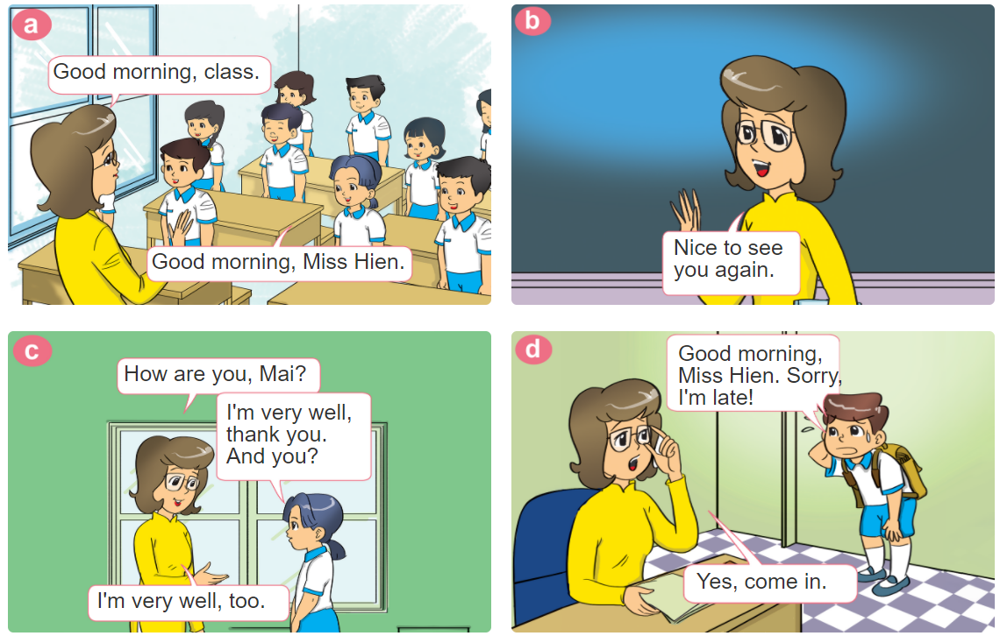 a
Good morning, class.
Good morning, Miss Hien.
b
Nice to see
you again.
c
How are you, Mai?
I'm very well,
thank you.
And you?
I'm very well, too.
d
Good morning,
Miss Hien. Sorry,
I'm late!
Yes, come in.